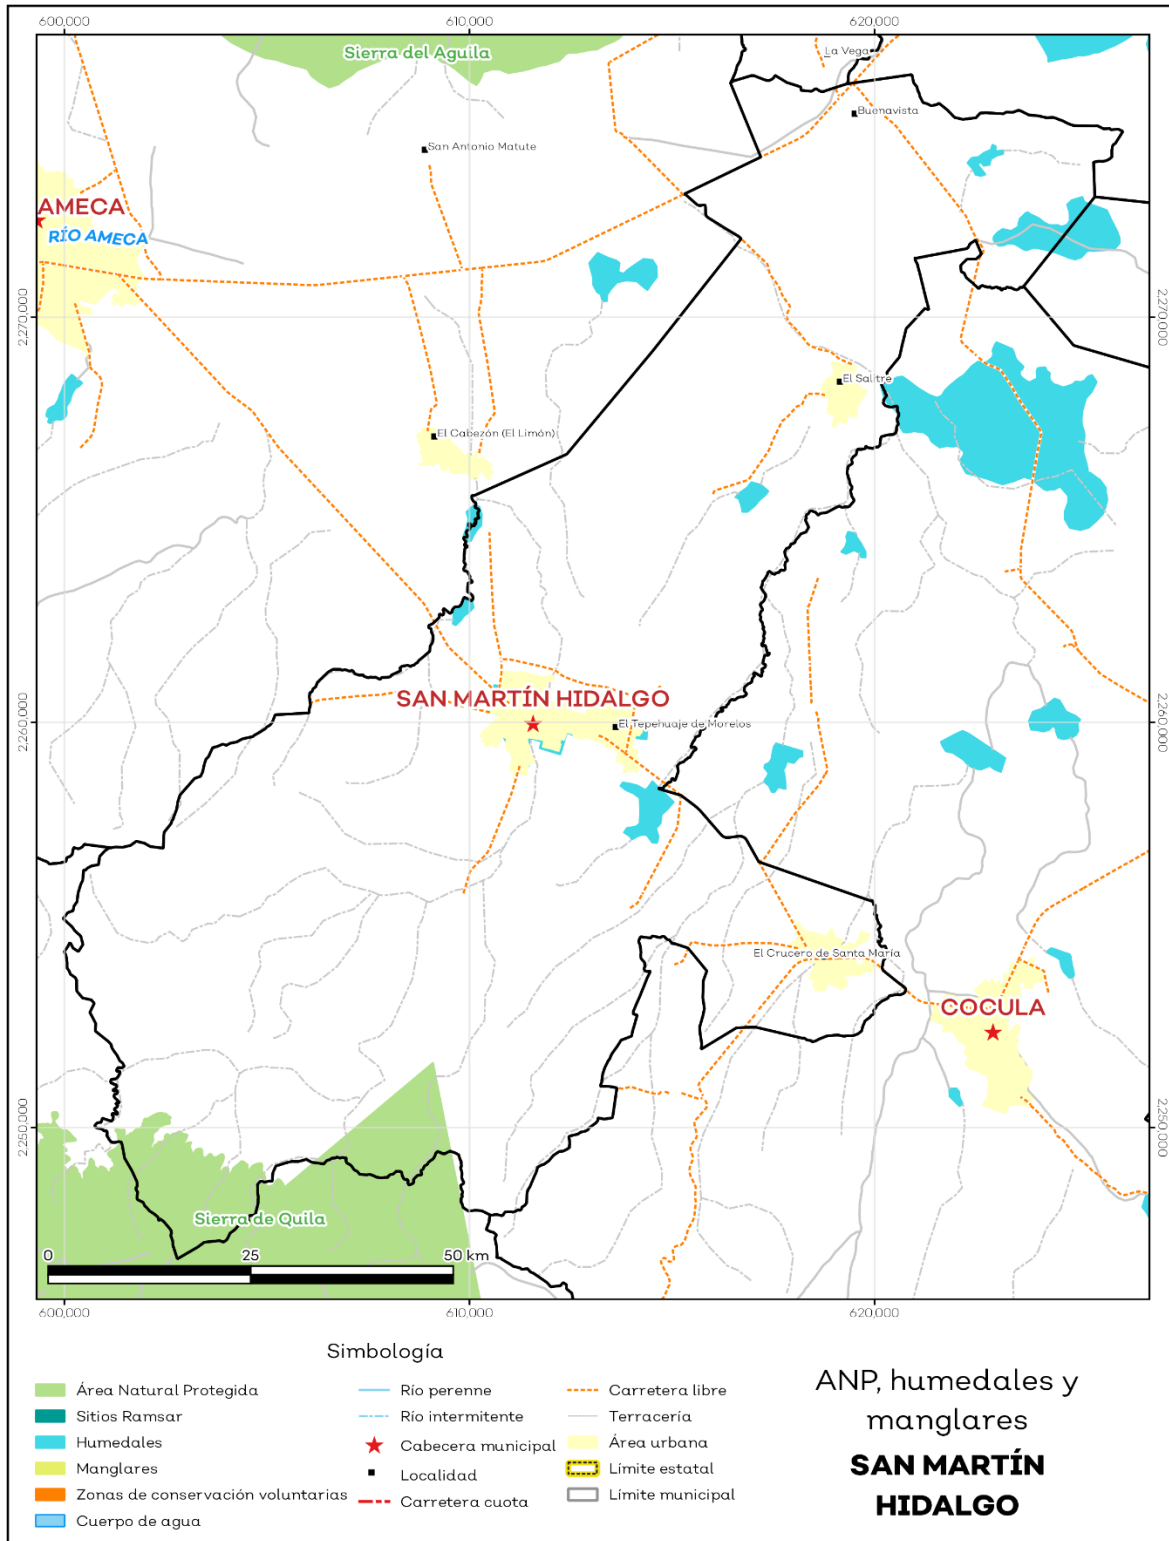 600,000
610,000
620,000
Sierra del Aguila
La Vega
Buenavista
San Antonio Matute
AMECA
RÍO AMECA
2,270,000
2,270,000
El Salitre
El Cabezón (El Limón)
SAN MARTÍN HIDALGO
El Tepehuaje de Morelos
2,260,000
2,260,000
El Crucero de Santa María
COCULA
2,250,000
2,250,000
Sierra de Quila
0 25 50 km
600,000
610,000
620,000
Simbología
Área Natural Protegida
Sitios Ramsar
Humedales
Manglares
Zonas de conservación voluntarias
Cuerpo de agua
Río perenne
Río intermitente
Cabecera municipal
Localidad
Carretera cuota
Carretera libre
Terracería
Área urbana
Límite estatal
Límite municipal
ANP, humedales y
manglares
SAN MARTÍN
HIDALGO